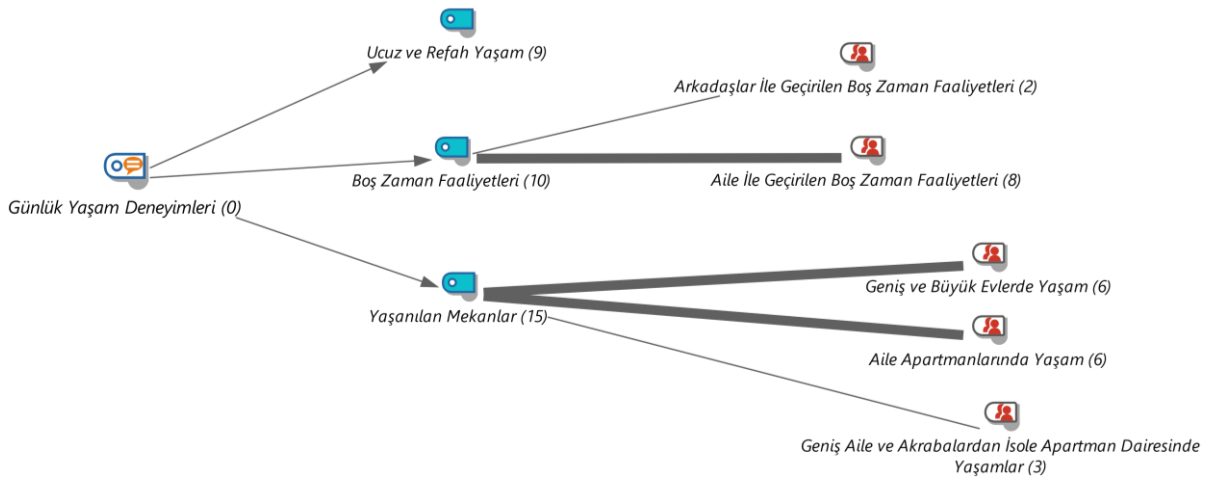 Ucuz ve Refah Yaşam (9)
Arkadaşlar İle Geçirilen Boş Zaman Faaliyetleri (2)
Boş Zaman Faaliyetleri (10)
Aile İle Geçirilen Boş Zaman Faaliyetleri (8)
Günlük Yaşam Deneyimleri (0)
Geniş ve Büyük Evlerde Yaşam (6)
Yaşanılan Mekanlar (15)
Aile Apartmanlarında Yaşam (6)
Geniş Aile ve Akrabalardan İsole Apartman Dairesinde
Yaşamlar (3)